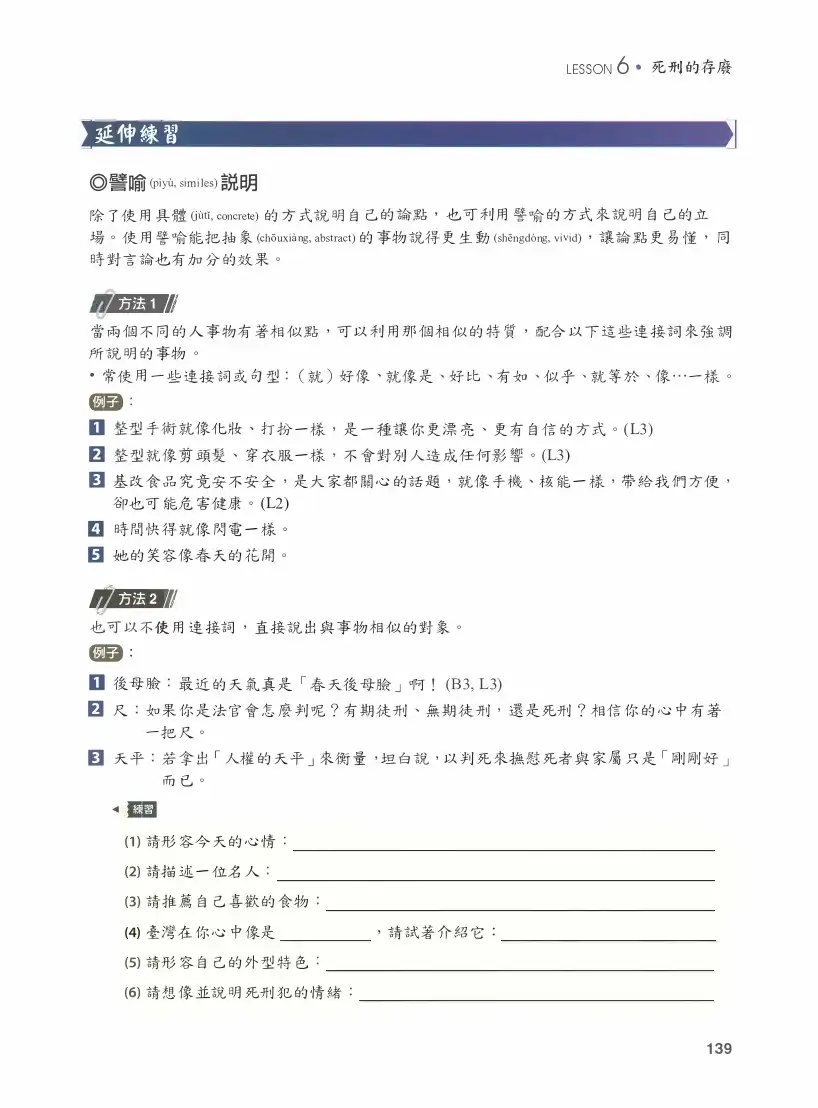 LESSON 6 • 死刑的存廢
延伸練習
◎譬喻 (pìyù, similes) 說明
除了使用具體 (jùtǐ, concrete) 的方式說明自己的論點，也可利用譬喻的方式來說明自己的立
場。使用譬喻能把抽象 (chōuxiàng, abstract) 的事物說得更生動 (shēngdòng, vivid)，讓論點更易懂，同
時對言論也有加分的效果。
方法 1
當兩個不同的人事物有著相似點，可以利用那個相似的特質，配合以下這些連接詞來強調
所說明的事物。
• 常使用一些連接詞或句型：（就）好像、就像是、好比、有如、似乎、就等於、像…一樣。
例子：
1 整型手術就像化妝、打扮一樣，是一種讓你更漂亮、更有自信的方式。(L3)
2 整型就像剪頭髮、穿衣服一樣，不會對別人造成任何影響。(L3)
3 基改食品究竟安不安全，是大家都關心的話題，就像手機、核能一樣，帶給我們方便，
卻也可能危害健康。(L2)
4 時間快得就像閃電一樣。
5 她的笑容像春天的花開。
方法 2
也可以不使用連接詞，直接說出與事物相似的對象。
例子：
1 後母臉：最近的天氣真是「春天後母臉」啊！ (B3, L3)
2 尺：如果你是法官會怎麼判呢？有期徒刑、無期徒刑，還是死刑？相信你的心中有著
一把尺。
3 天平：若拿出「人權的天平」來衡量，坦白說，以判死來撫慰死者與家屬只是「剛剛好」
而已。
練習
(1) 請形容今天的心情：
(2) 請描述一位名人：
(3) 請推薦自己喜歡的食物：
(4) 臺灣在你心中像是 ，請試著介紹它：
(5) 請形容自己的外型特色：
(6) 請想像並說明死刑犯的情緒：
139